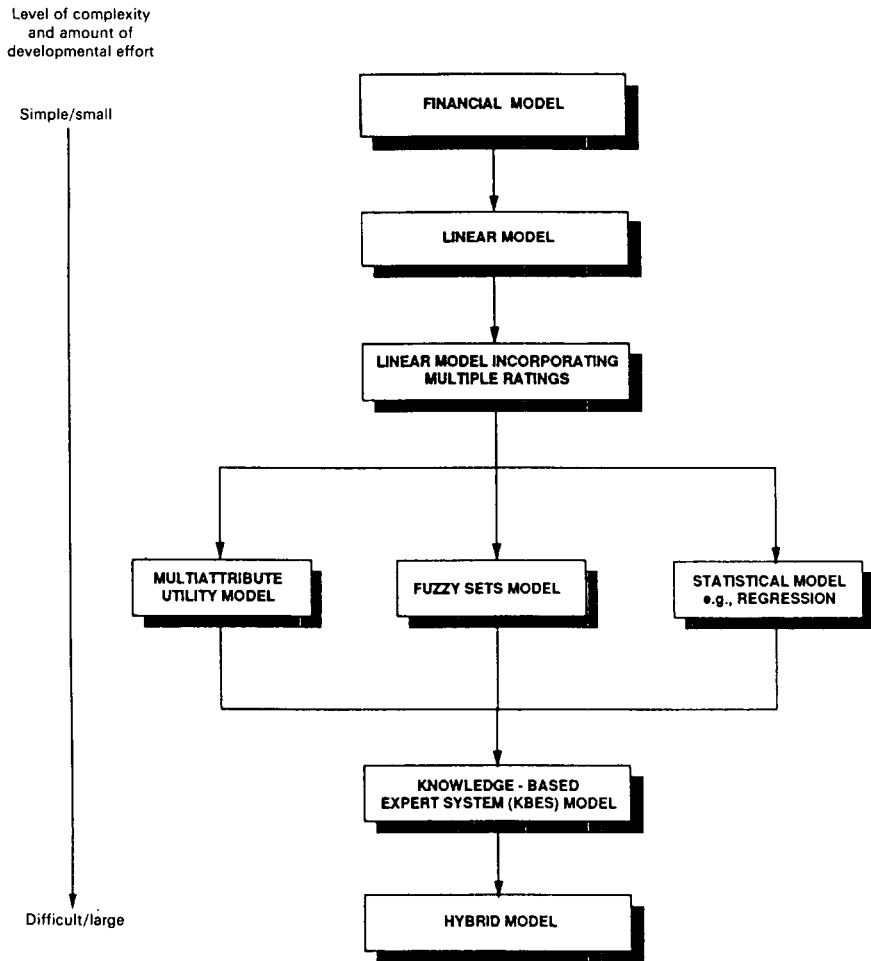 Level of complexity
and amount of
developmental effort
Simple/small
FINANCIAL MODEL
LINEAR MODEL
LINEAR MODEL INCORPORATING
MULTIPLE RATINGS
MULTIATTRIBUTE
UTILITY MODEL
FUZZY SETS MODEL
STATISTICAL MODEL
e.g., REGRESSION
KNOWLEDGE - BASED
EXPERT SYSTEM (KBES) MODEL
Difficult/large
HYBRID MODEL